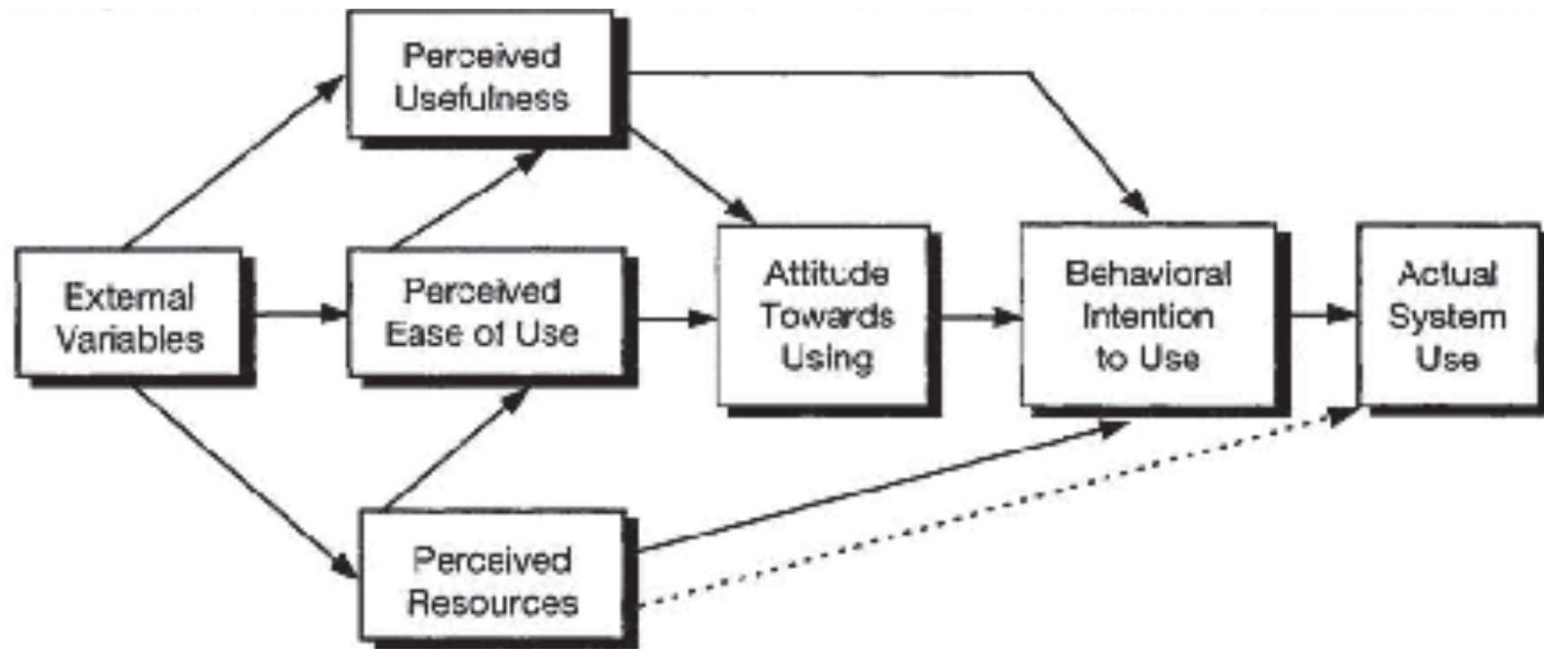 Perceived
Usefulness
External
Variables
Perceived
Ease of Use
Attitude
Towards
Using
Behavioral
Intention
to Use
Actual
System
Use
Perceived
Resources